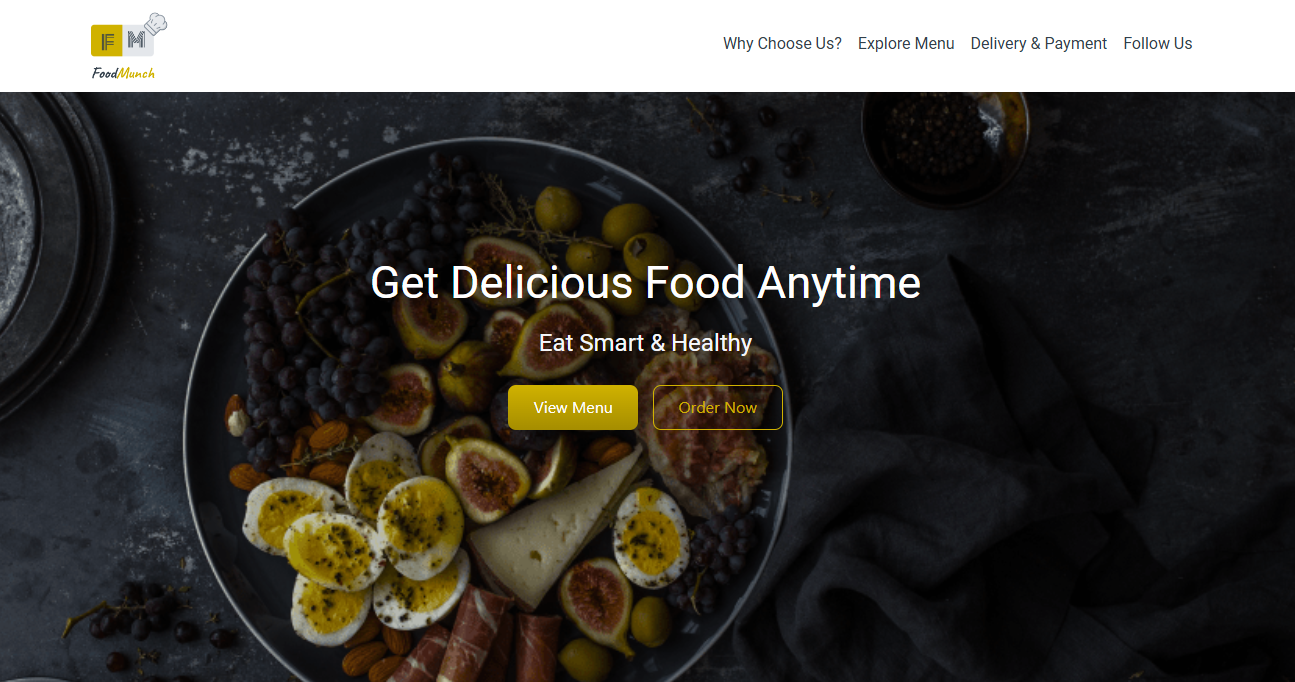 FM
FoodMunch
Why Choose Us? Explore Menu Delivery & Payment Follow Us
Get Delicious Food Anytime
Eat Smart & Healthy
View Menu Order Now